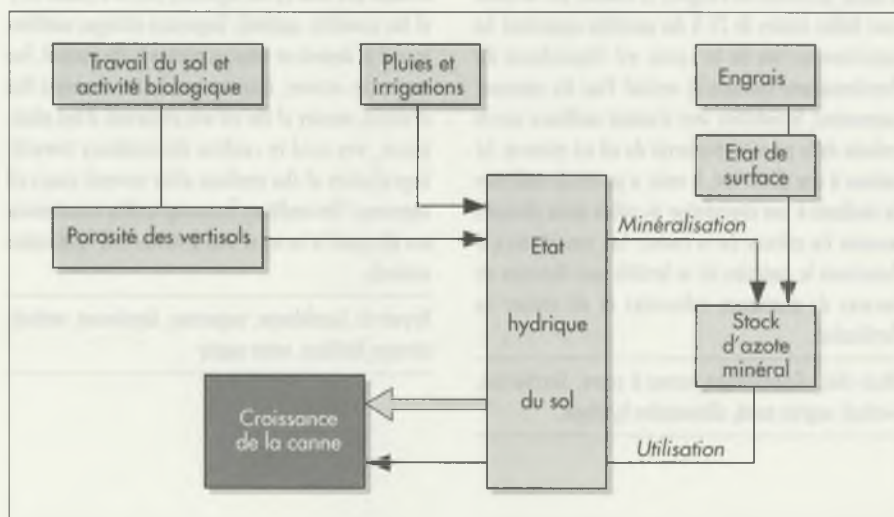 Travail du sol et
activité biologique
Pluies et
irrigations
Engrais
Etat de
surface
Porosité des vertisols
Etat
hydrique
du sol
Minéralisation
Stock
d'azote
minéral
Croissance
de la canne
Utilisation